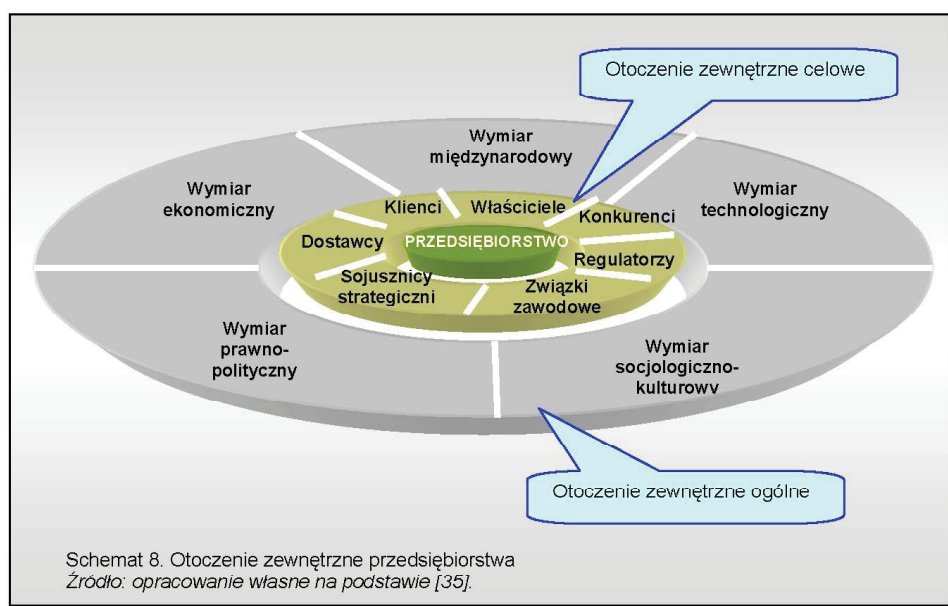 Otoczenie zewnętrzne celowe
Wymiar
międzynarodowy
Wymiar
ekonomiczny
Wymiar
technologiczny
Klienci
Właściciele
Konkurenci
Dostawcy
PRZEDSIĘBIORSTWO
Regulatorzy
Sojusznicy
strategiczni
Związki
zawodowe
Wymiar
prawno-
polityczny
Wymiar
socjologiczno-
kulturowy
Otoczenie zewnętrzne ogólne
Schemat 8. Otoczenie zewnętrzne przedsiębiorstwa
Źródło: opracowanie własne na podstawie [35].